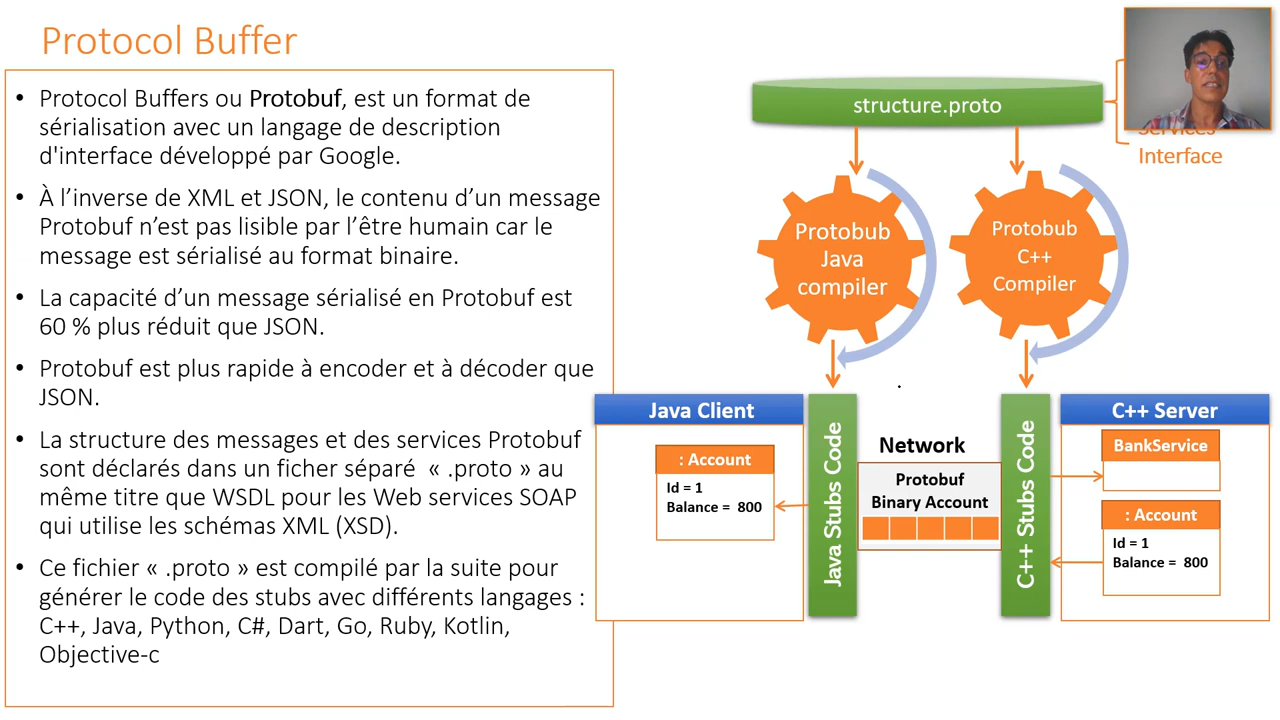 Protocol Buffer
• Protocol Buffers ou Protobuf, est un format de
sérialisation avec un langage de description
d'interface développé par Google.
• À l’inverse de XML et JSON, le contenu d’un message
Protobuf n’est pas lisible par l’être humain car le
message est sérialisé au format binaire.
• La capacité d’un message sérialisé en Protobuf est
60 % plus réduit que JSON.
• Protobuf est plus rapide à encoder et à décoder que
JSON.
• La structure des messages et des services Protobuf
sont déclarés dans un ficher séparé « .proto » au
même titre que WSDL pour les Web services SOAP
qui utilise les schémas XML (XSD).
• Ce fichier « .proto » est compilé par la suite pour
générer le code des stubs avec différents langages :
C++, Java, Python, C#, Dart, Go, Ruby, Kotlin,
Objective-c
structure.proto
Services
Interface
Protobub
Java
compiler
Protobub
C++
Compiler
Java Client
: Account
Id = 1
Balance = 800
Java Stubs Code
Network
Protobuf
Binary Account
C++ Stubs Code
C++ Server
BankService
: Account
Id = 1
Balance = 800